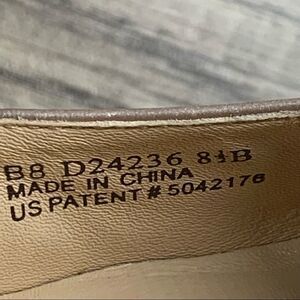 B8 D24236 8½B
MADE IN CHINA
US PATENT # 5042176